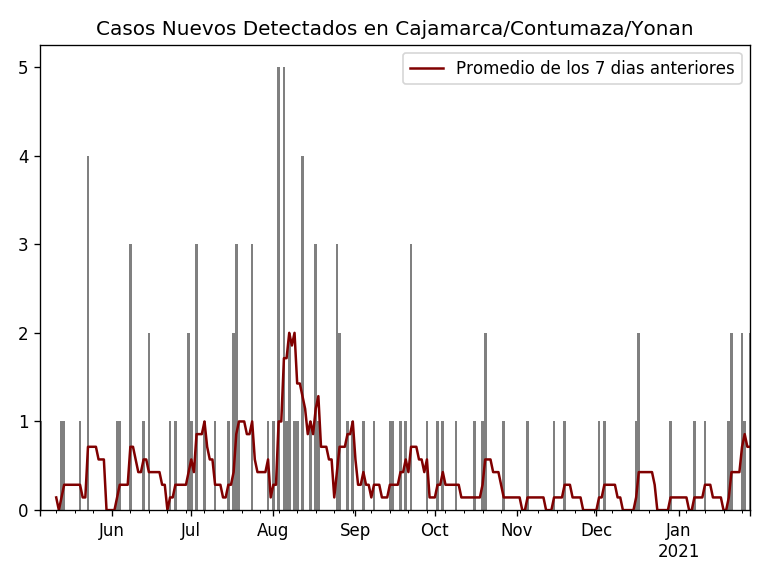 Casos Nuevos Detectados en Cajamarca/Contumaza/Yonan
Promedio de los 7 dias anteriores
5
4
3
2
1
0
Jun Jul Aug Sep Oct Nov Dec Jan
2021